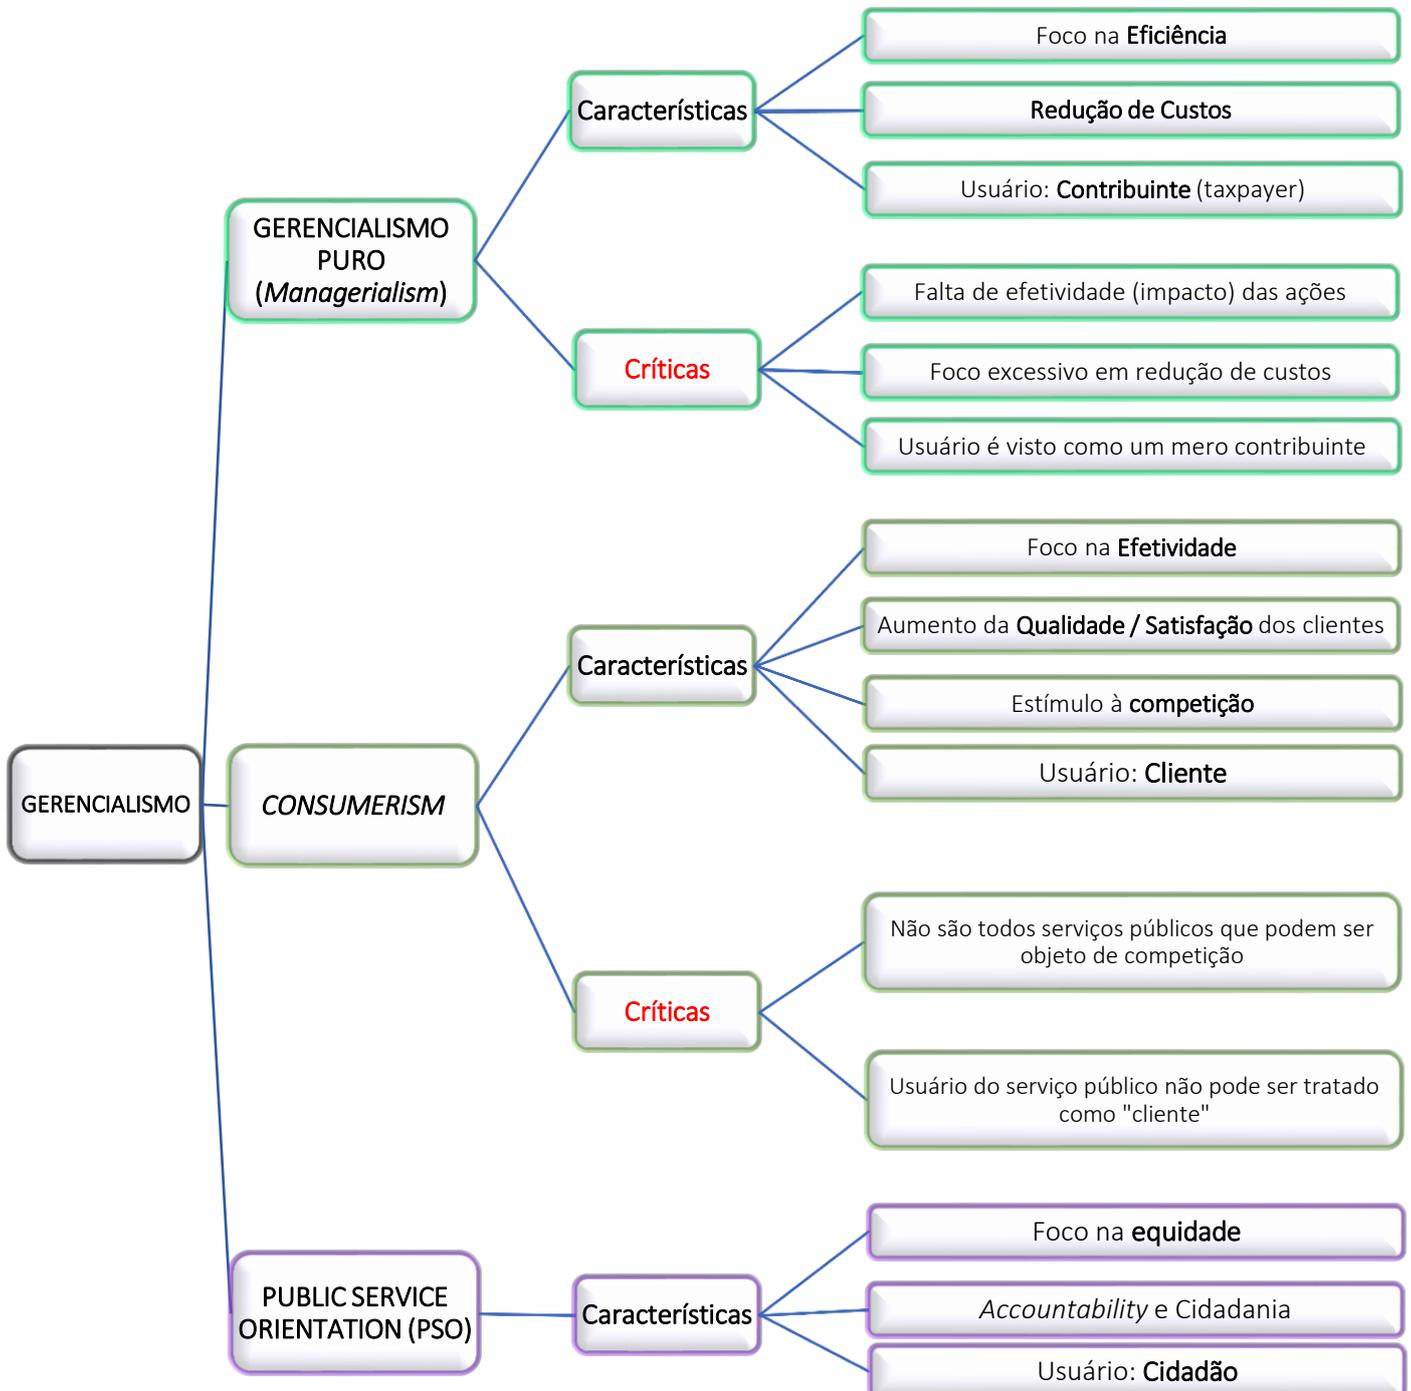 GERENCIALISMO
GERENCIALISMO
PURO
(Managerialism)
Características
Foco na Eficiência
Redução de Custos
Usuário: Contribuinte (taxpayer)
Críticas
Falta de efetividade (impacto) das ações
Foco excessivo em redução de custos
Usuário é visto como um mero contribuinte
CONSUMERISM
Características
Foco na Efetividade
Aumento da Qualidade / Satisfação dos clientes
Estímulo à competição
Usuário: Cliente
Críticas
Não são todos serviços públicos que podem ser
objeto de competição
Usuário do serviço público não pode ser tratado
como "cliente"
PUBLIC SERVICE
ORIENTATION (PSO)
Características
Foco na equidade
Accountability e Cidadania
Usuário: Cidadão